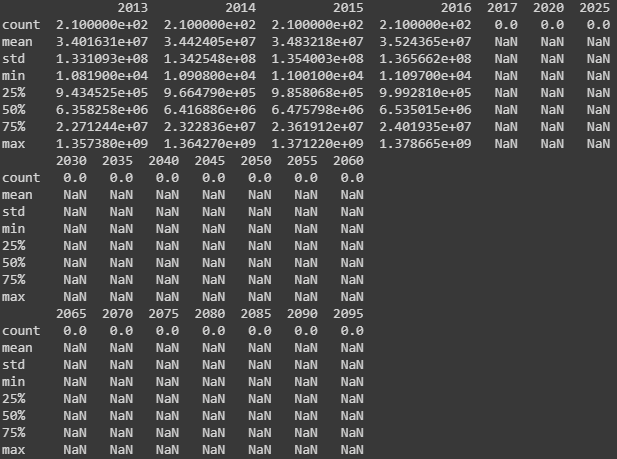 2013 2014 2015 2016 2017 2020 2025
count 2.100000e+02 2.100000e+02 2.100000e+02 2.100000e+02 0.0 0.0 0.0
mean 3.401631e+07 3.442405e+07 3.483218e+07 3.524365e+07 NaN NaN NaN
std 1.331093e+08 1.342548e+08 1.354003e+08 1.365662e+08 NaN NaN NaN
min 1.081900e+04 1.090800e+04 1.100100e+04 1.109700e+04 NaN NaN NaN
25% 9.434525e+05 9.664790e+05 9.858068e+05 9.992810e+05 NaN NaN NaN
50% 6.358258e+06 6.416886e+06 6.475798e+06 6.535015e+06 NaN NaN NaN
75% 2.271244e+07 2.322836e+07 2.361912e+07 2.401935e+07 NaN NaN NaN
max 1.357380e+09 1.364270e+09 1.371220e+09 1.378665e+09 NaN NaN NaN
2030 2035 2040 2045 2050 2055 2060
count 0.0 0.0 0.0 0.0 0.0 0.0 0.0
mean NaN NaN NaN NaN NaN NaN NaN
std NaN NaN NaN NaN NaN NaN NaN
min NaN NaN NaN NaN NaN NaN NaN
25% NaN NaN NaN NaN NaN NaN NaN
50% NaN NaN NaN NaN NaN NaN NaN
75% NaN NaN NaN NaN NaN NaN NaN
max NaN NaN NaN NaN NaN NaN NaN
2065 2070 2075 2080 2085 2090 2095
count 0.0 0.0 0.0 0.0 0.0 0.0 0.0
mean NaN NaN NaN NaN NaN NaN NaN
std NaN NaN NaN NaN NaN NaN NaN
min NaN NaN NaN NaN NaN NaN NaN
25% NaN NaN NaN NaN NaN NaN NaN
50% NaN NaN NaN NaN NaN NaN NaN
75% NaN NaN NaN NaN NaN NaN NaN
max NaN NaN NaN NaN NaN NaN NaN